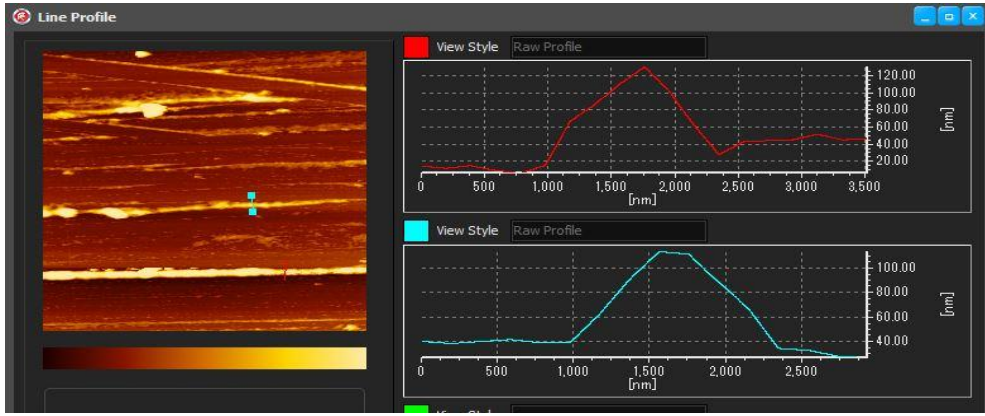 Line Profile
View Style Raw Profile
120.00
100.00
80.00
60.00
40.00
20.00
[nm]
0 500 1,000 1,500 2,000 2,500 3,000 3,500
[nm]
View Style Raw Profile
100.00
80.00
60.00
40.00
[nm]
0 500 1,000 1,500 2,000 2,500
[nm]
View Style